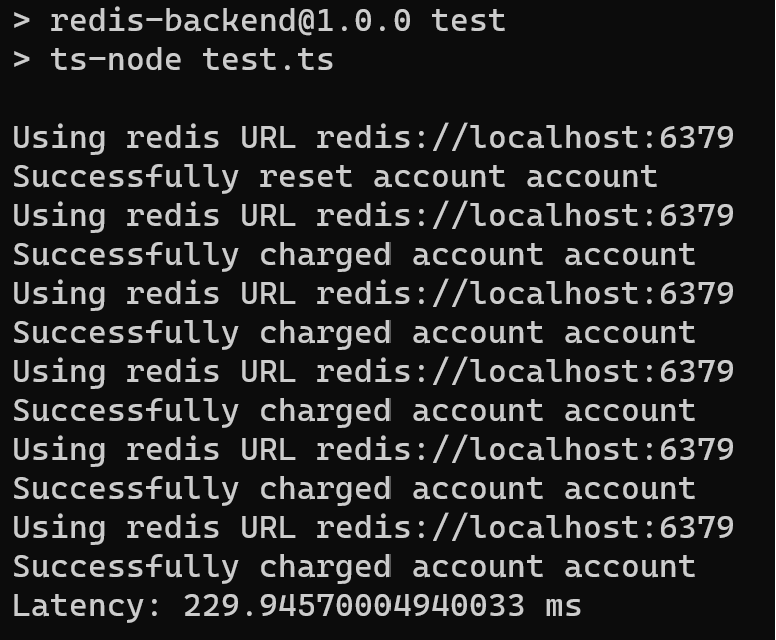 > redis-backend@1.0.0 test
> ts-node test.ts
Using redis URL redis://localhost:6379
Successfully reset account account
Using redis URL redis://localhost:6379
Successfully charged account account
Using redis URL redis://localhost:6379
Successfully charged account account
Using redis URL redis://localhost:6379
Successfully charged account account
Using redis URL redis://localhost:6379
Successfully charged account account
Using redis URL redis://localhost:6379
Successfully charged account account
Latency: 229.94570004940033 ms